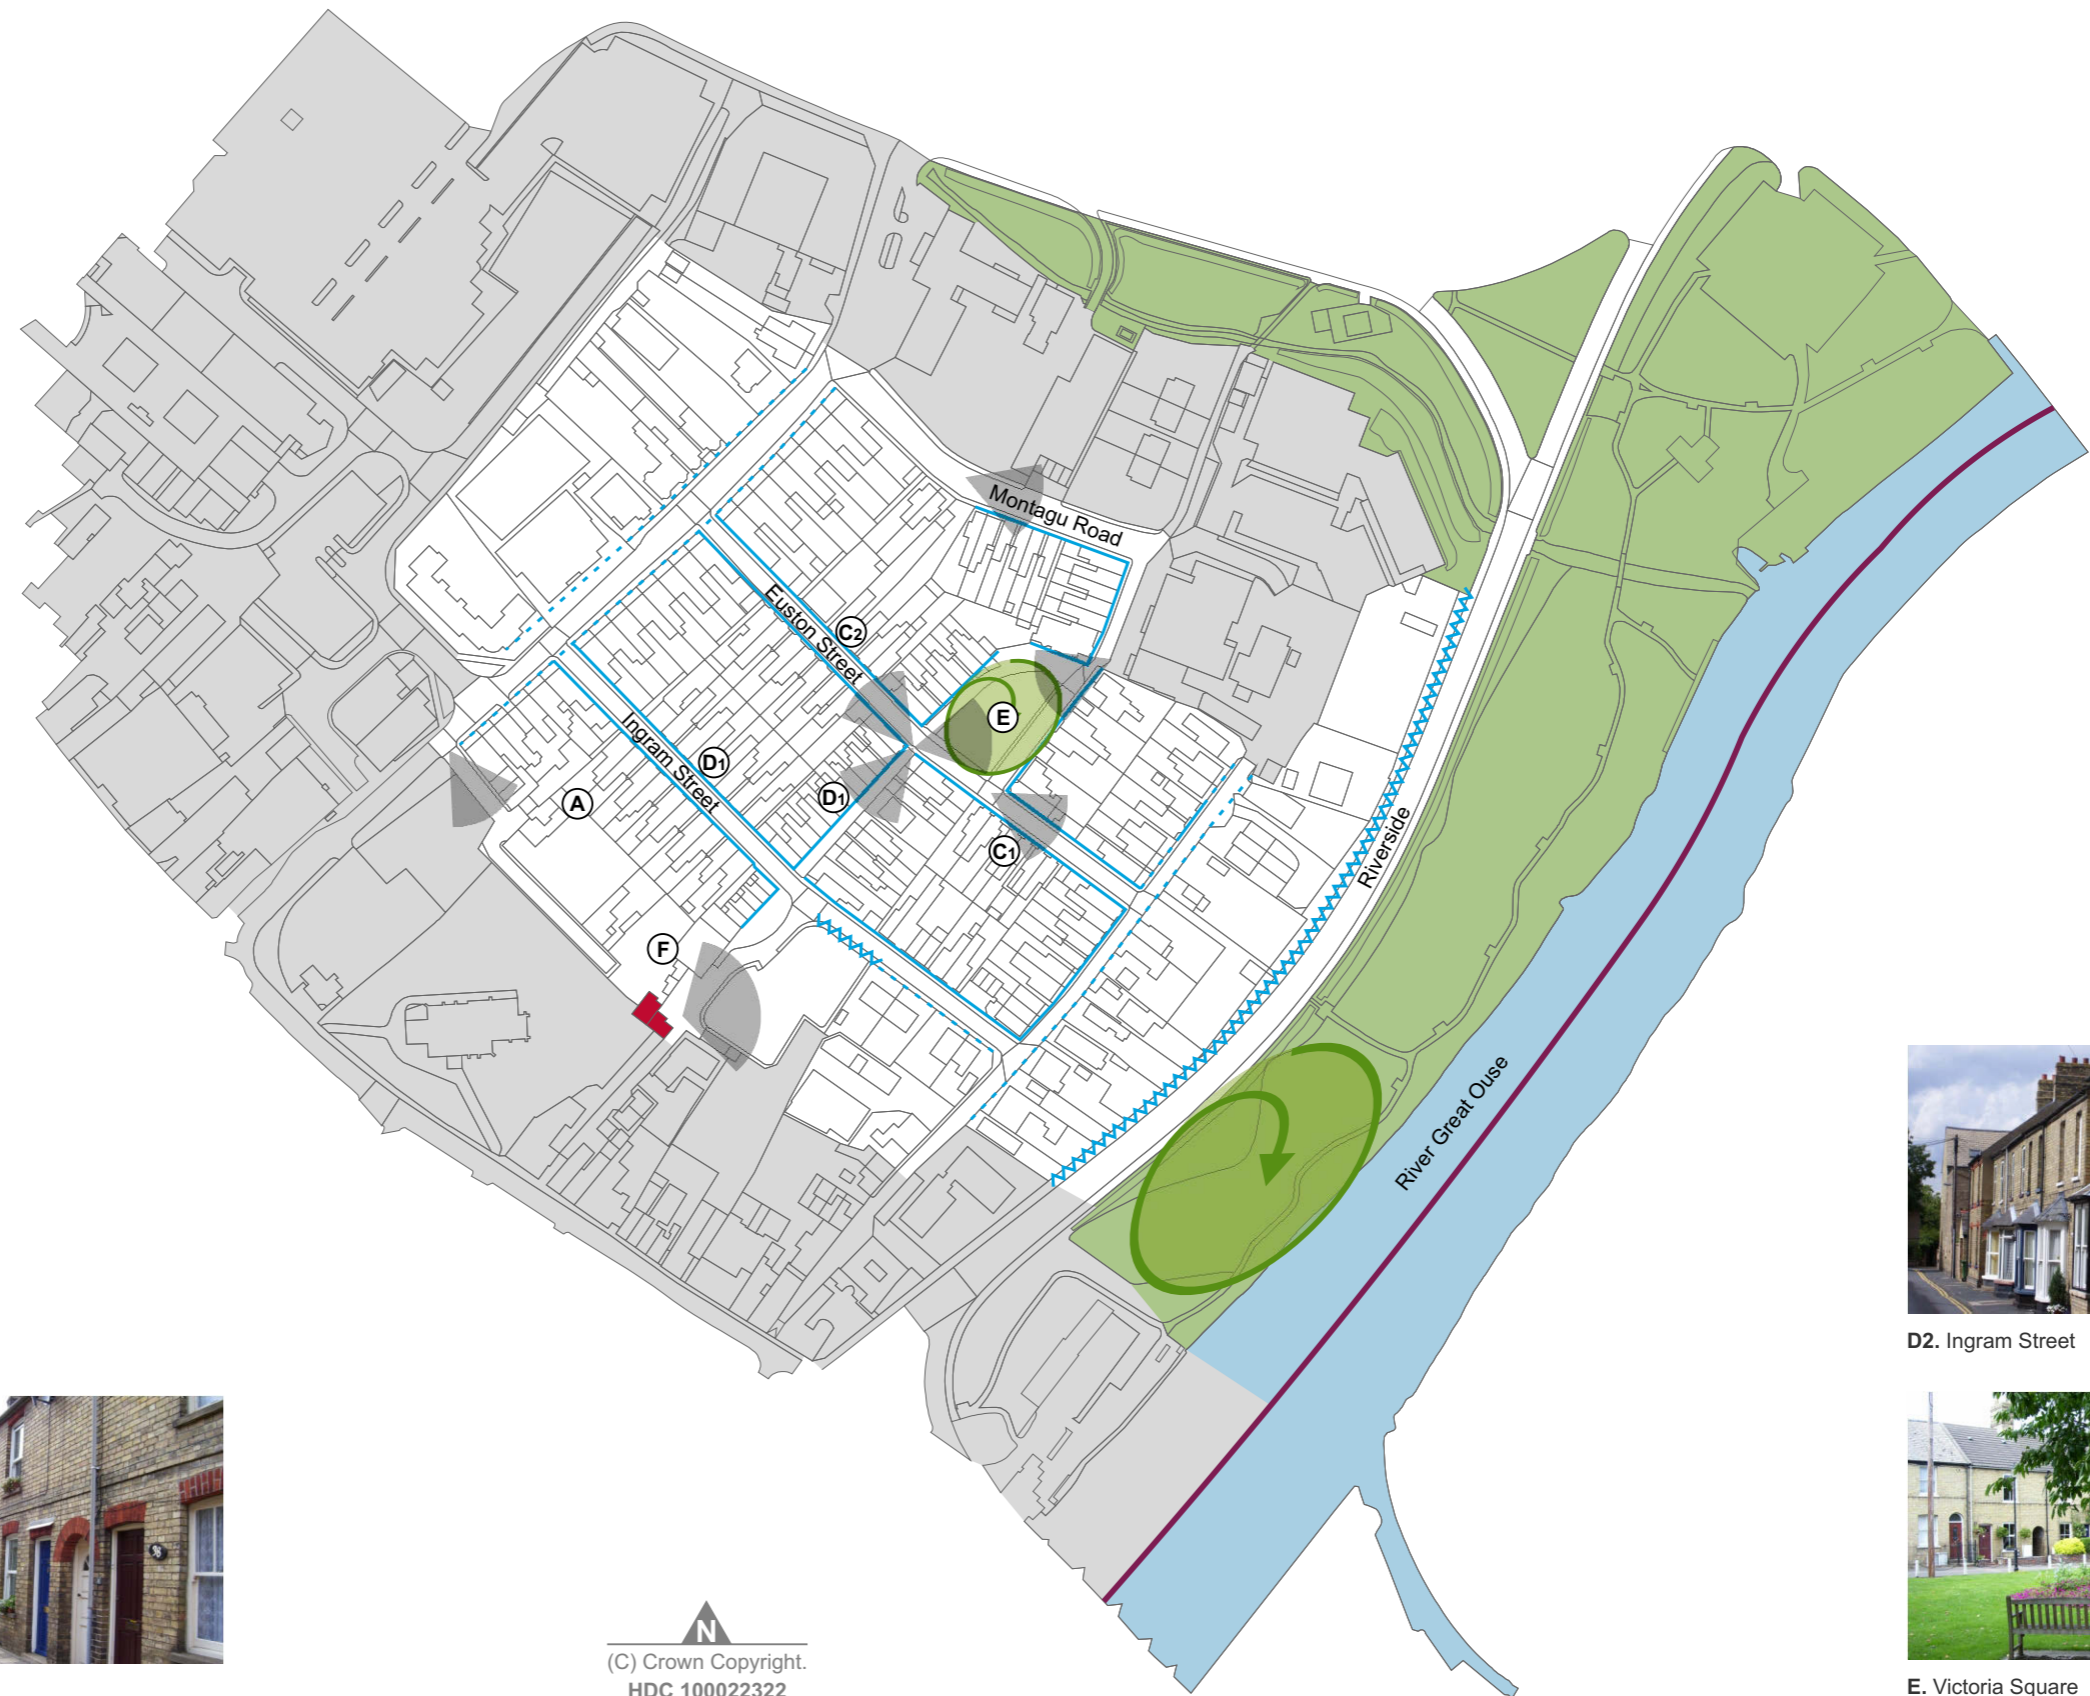 Montagu Road
Euston Street
C2
E
Ingram Street
D1
A
D1
C1
Riverside
F
River Great Ouse
D2. Ingram Street
E. Victoria Square
N
(C) Crown Copyright.
HDC 100022322